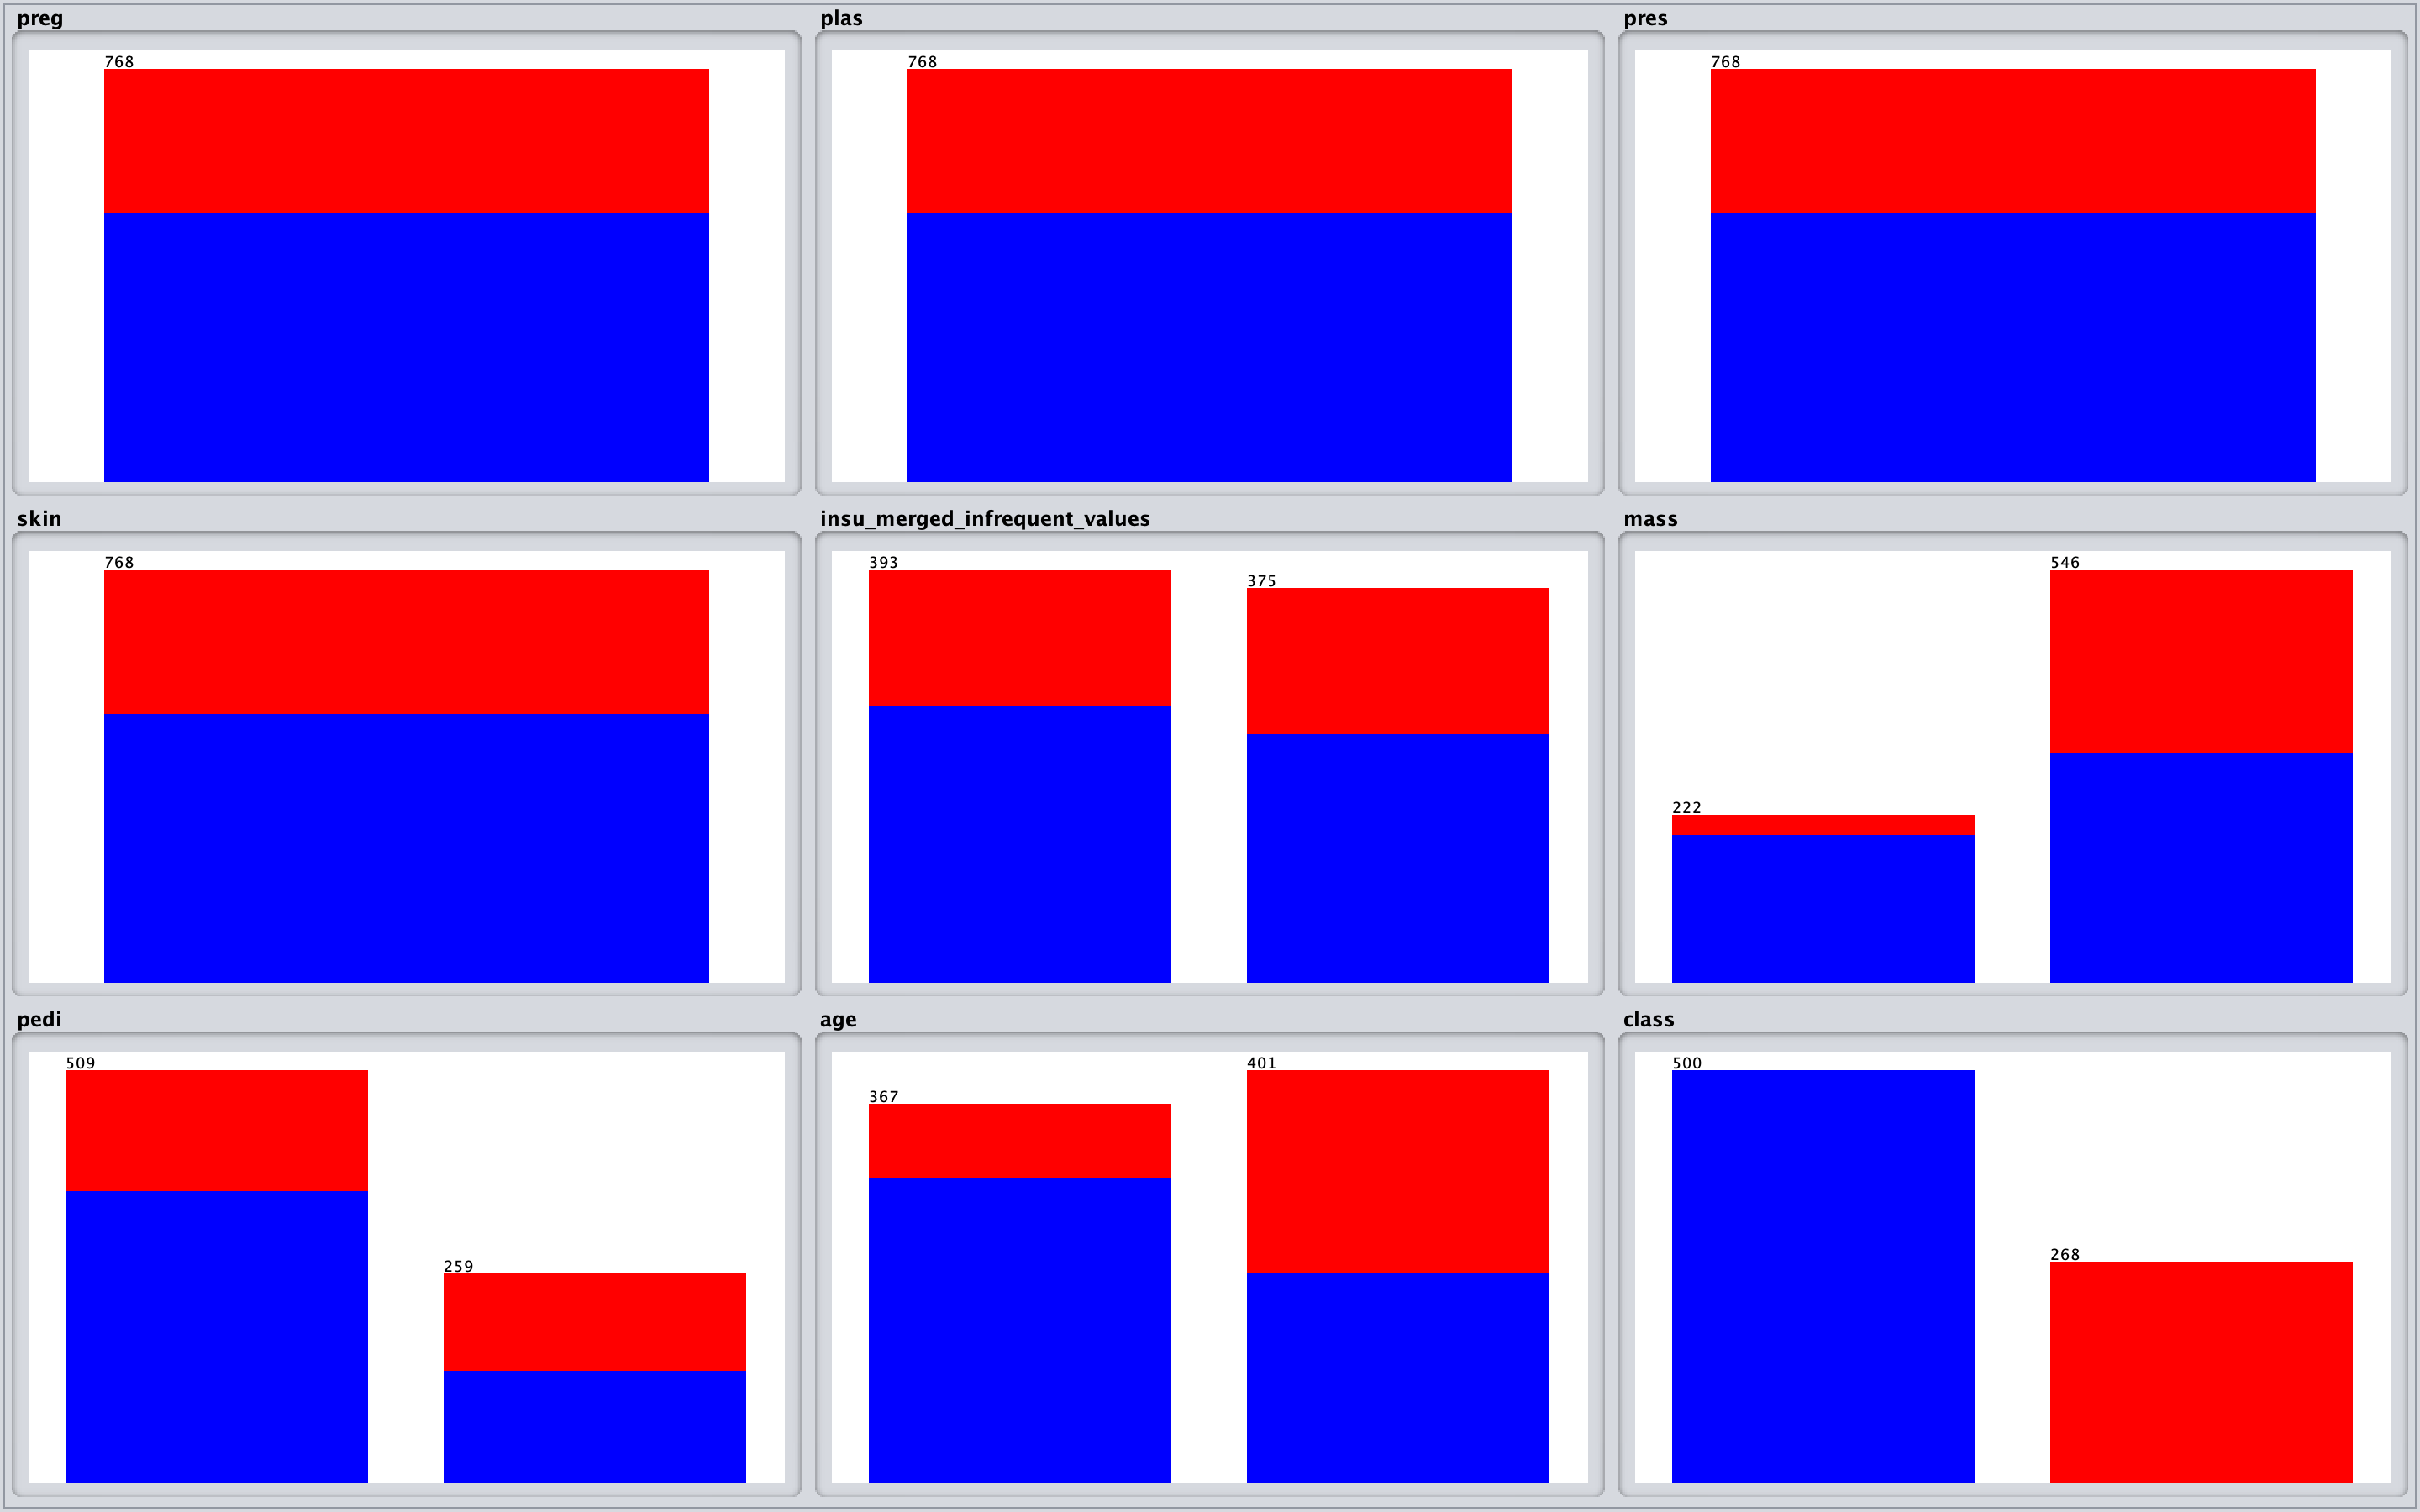 preg
plas
pres
768
768
768
skin
insu_merged_infrequent_values
mass
768
393
375
222
546
pedi
age
class
509
259
367
401
500
268